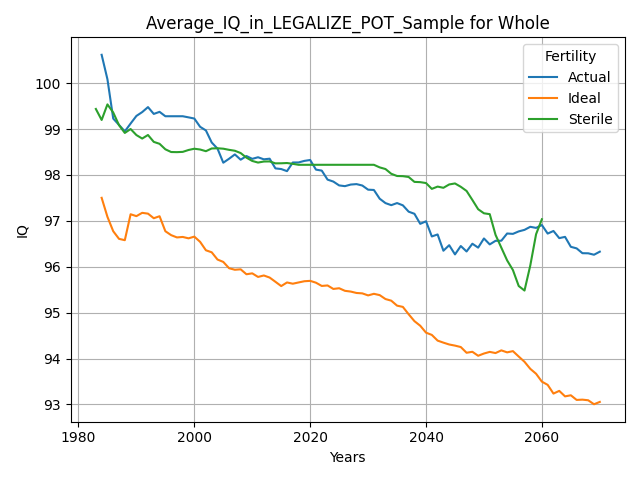 Average_IQ_in_LEGALIZE_POT_Sample for Whole
Fertility
Actual
Ideal
Sterile
IQ
100
99
98
97
96
95
94
93
1980
2000
2020
2040
2060
Years